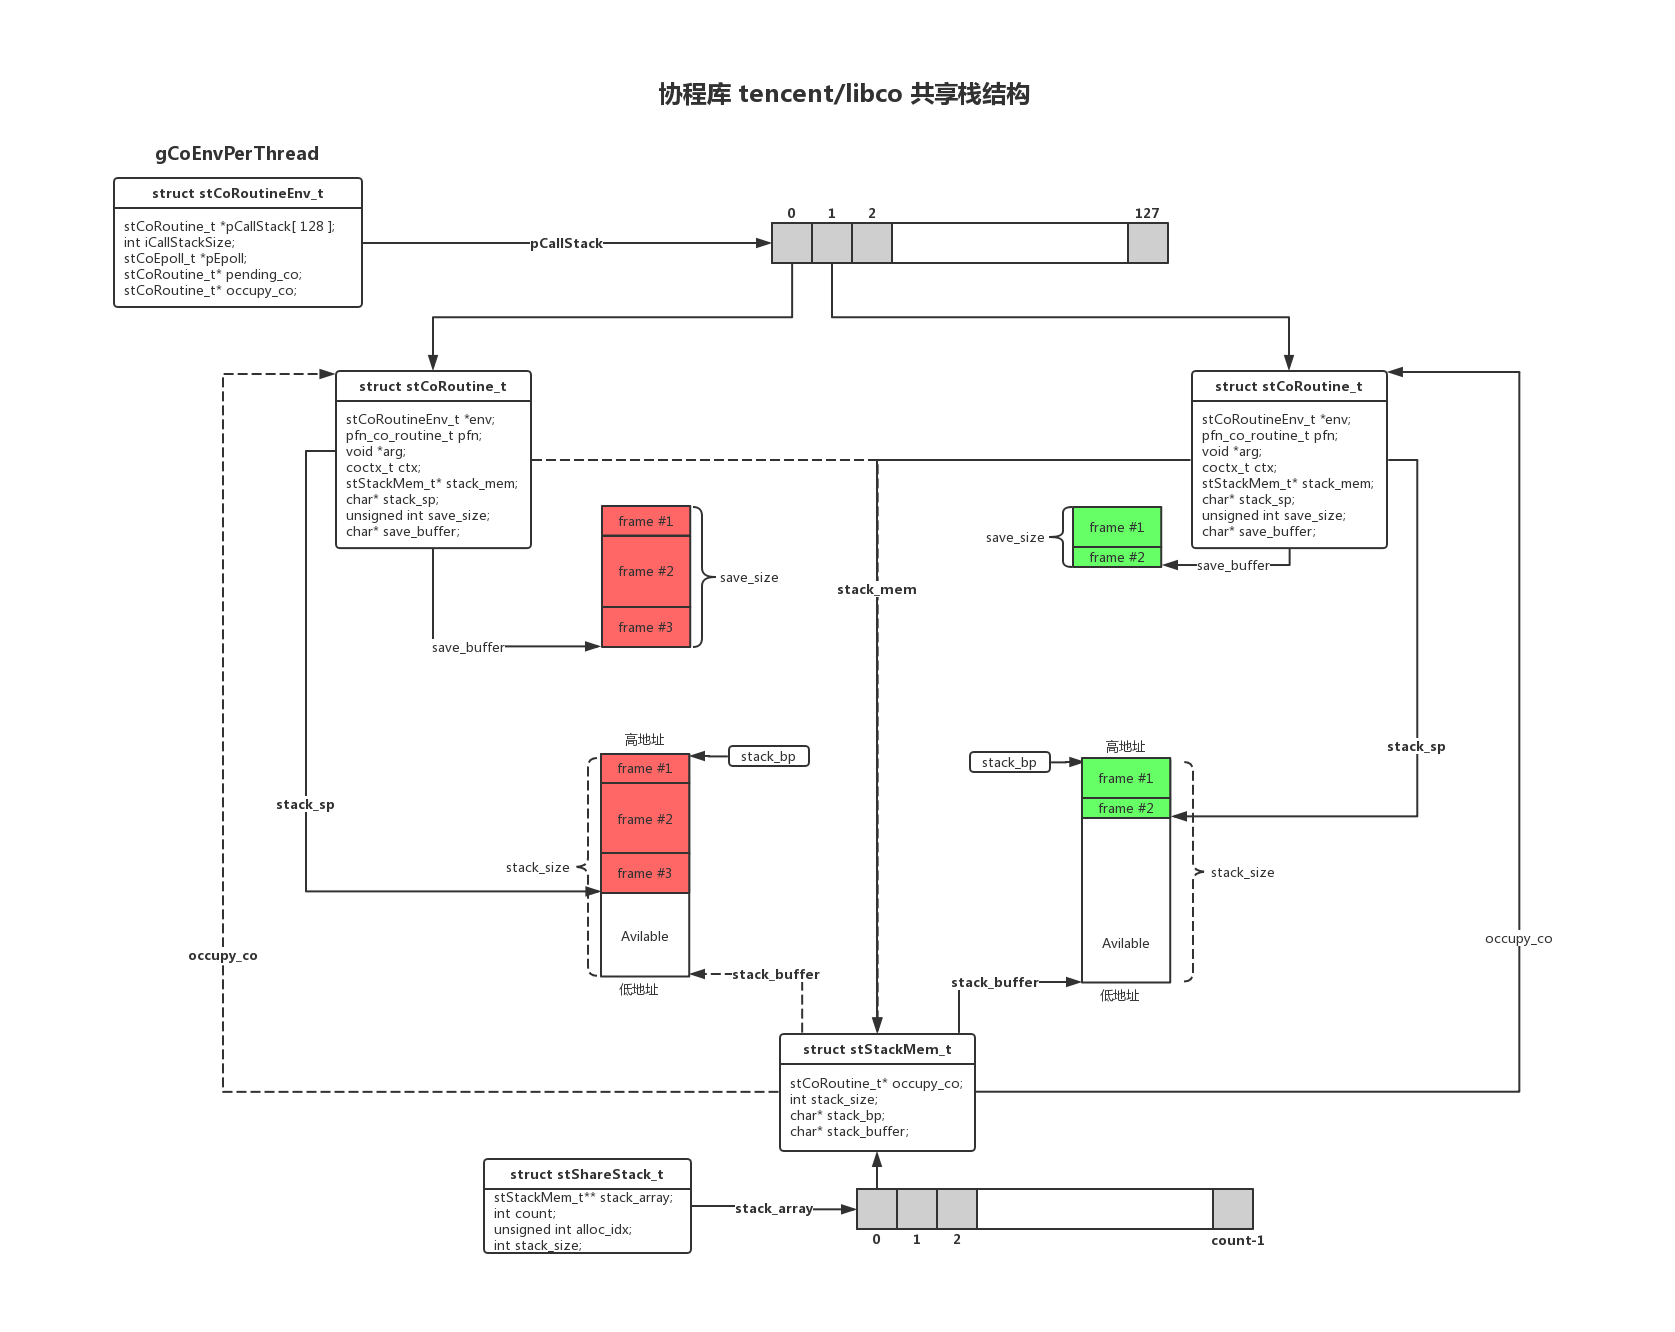 协程库 tencent/libco 共享栈结构
gCoEnvPerThread
struct stCoRoutineEnv_t
stCoRoutine_t *pCallStack[ 128 ];
int iCallStackSize;
stCoEpoll_t *pEpoll;
stCoRoutine_t* pending_co;
stCoRoutine_t* occupy_co;
pCallStack
0
1
2
127
struct stCoRoutine_t
stCoRoutineEnv_t *env;
pfn_co_routine_t pfn;
void *arg;
coctx_t ctx;
stStackMem_t* stack_mem;
char* stack_sp;
unsigned int save_size;
char* save_buffer;
struct stCoRoutine_t
stCoRoutineEnv_t *env;
pfn_co_routine_t pfn;
void *arg;
coctx_t ctx;
stStackMem_t* stack_mem;
char* stack_sp;
unsigned int save_size;
char* save_buffer;
frame #1
frame #2
frame #3
save_size
save_buffer
stack_mem
save_size
frame #1
frame #2
save_buffer
高地址
stack_bp
frame #1
frame #2
frame #3
Avilable
stack_sp
stack_size
低地址
stack_buffer
occupy_co
高地址
stack_bp
frame #1
frame #2
Avilable
stack_sp
stack_size
低地址
stack_buffer
occupy_co
struct stStackMem_t
stCoRoutine_t* occupy_co;
int stack_size;
char* stack_bp;
char* stack_buffer;
struct stShareStack_t
stStackMem_t** stack_array;
int count;
unsigned int alloc_idx;
int stack_size;
stack_array
0
1
2
count-1